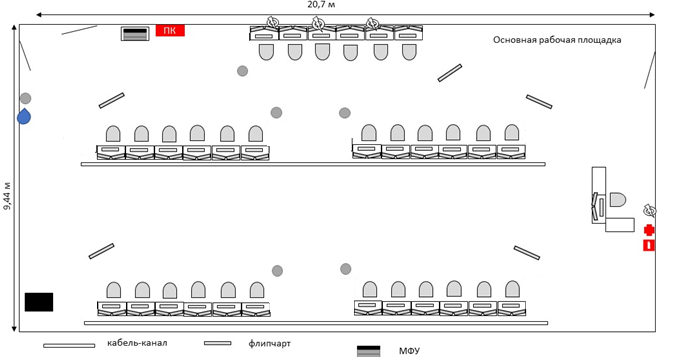 20,7 м
ПК
Основная рабочая площадка
9,44 м
кабель-канал
флипчарт
МФУ